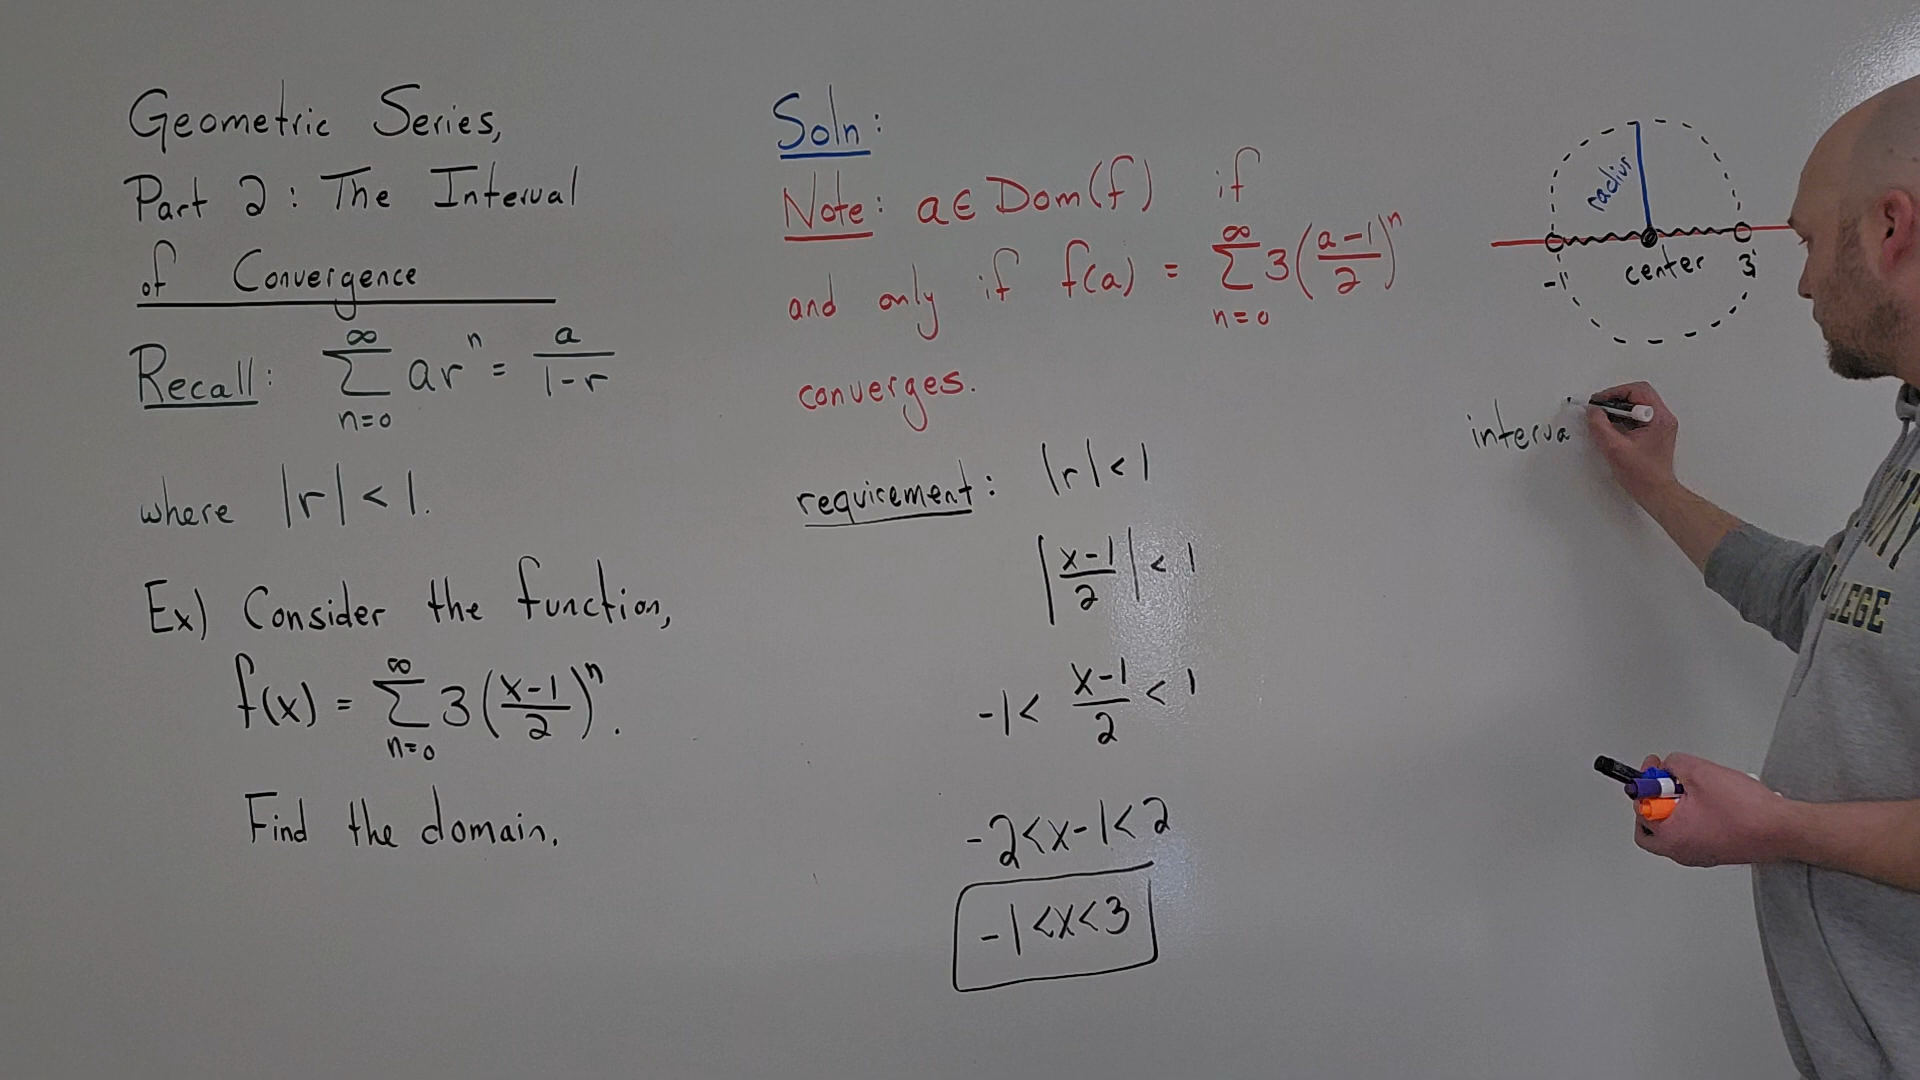 Geometric Series,
Part 2: The Interval
of Convergence
Recall: ∞∑n=0 ar^n = a/(1-r)
where |r| < 1.
Ex) Consider the function,
f(x) = ∞∑n=0 3((x-1)/2)^n.
Find the domain.
Soln:
Note: a∈Dom(f) if
and only if f(a) = ∞∑n=0 3((a-1)/2)^n
converges.
requirement: |r| < 1
|(x-1)/2| < 1
-1 < (x-1)/2 < 1
-2 < x-1 < 2
-1 < x < 3
radius
-1 center 3
interva
LLEGE